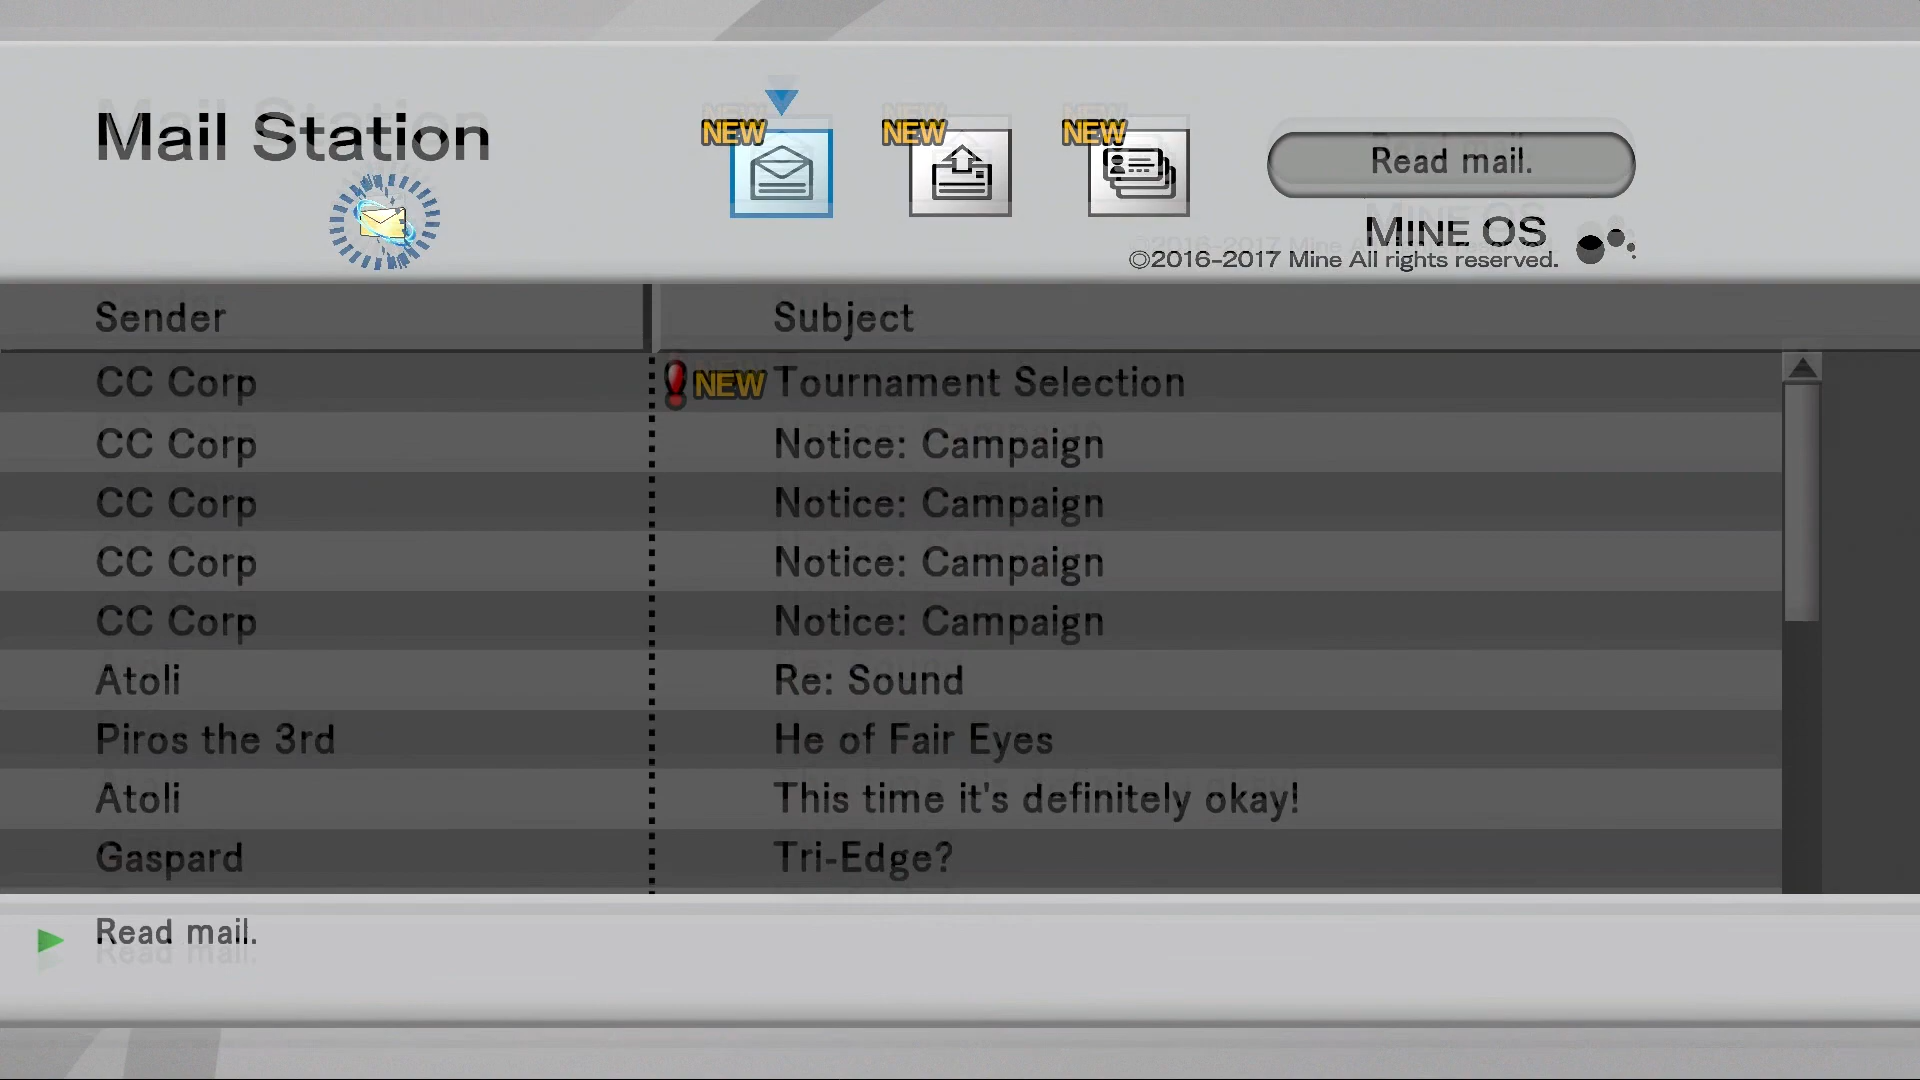 Mail Station
NEW
NEW
NEW
Read mail.
MINE OS
©2016-2017 Mine All rights reserved.
Sender Subject
CC Corp NEW Tournament Selection
CC Corp Notice: Campaign
CC Corp Notice: Campaign
CC Corp Notice: Campaign
CC Corp Notice: Campaign
Atoli Re: Sound
Piros the 3rd He of Fair Eyes
Atoli This time it's definitely okay!
Gaspard Tri-Edge?
Read mail.